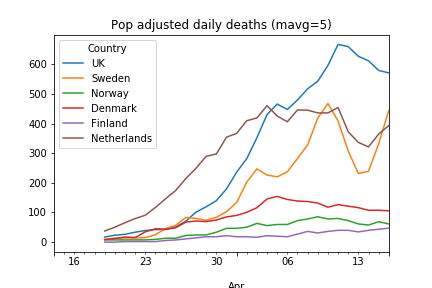 Pop adjusted daily deaths (mavg=5)
Country
UK
Sweden
Norway
Denmark
Finland
Netherlands
600
500
400
300
200
100
0
16 23 30 06 13
Apr